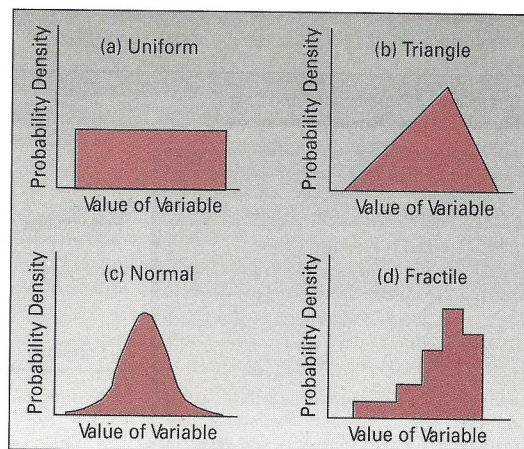 (a) Uniform
Probability Density
Value of Variable
(b) Triangle
Probability Density
Value of Variable
(c) Normal
Probability Density
Value of Variable
(d) Fractile
Probability Density
Value of Variable